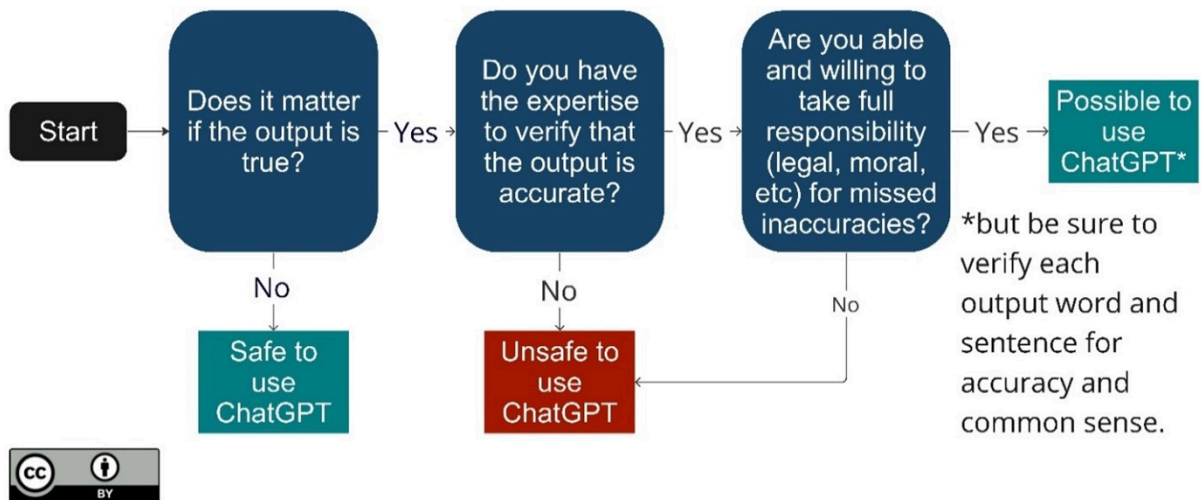 Start
Does it matter
if the output is
true?
Yes
Do you have
the expertise
to verify that
the output is
accurate?
Yes
Are you able
and willing to
take full
responsibility
(legal, moral,
etc) for missed
inaccuracies?
Yes
Possible to
use
ChatGPT*
No
Safe to
use
ChatGPT
No
Unsafe to
use
ChatGPT
No
*but be sure to
verify each
output word and
sentence for
accuracy and
common sense.
cc
BY